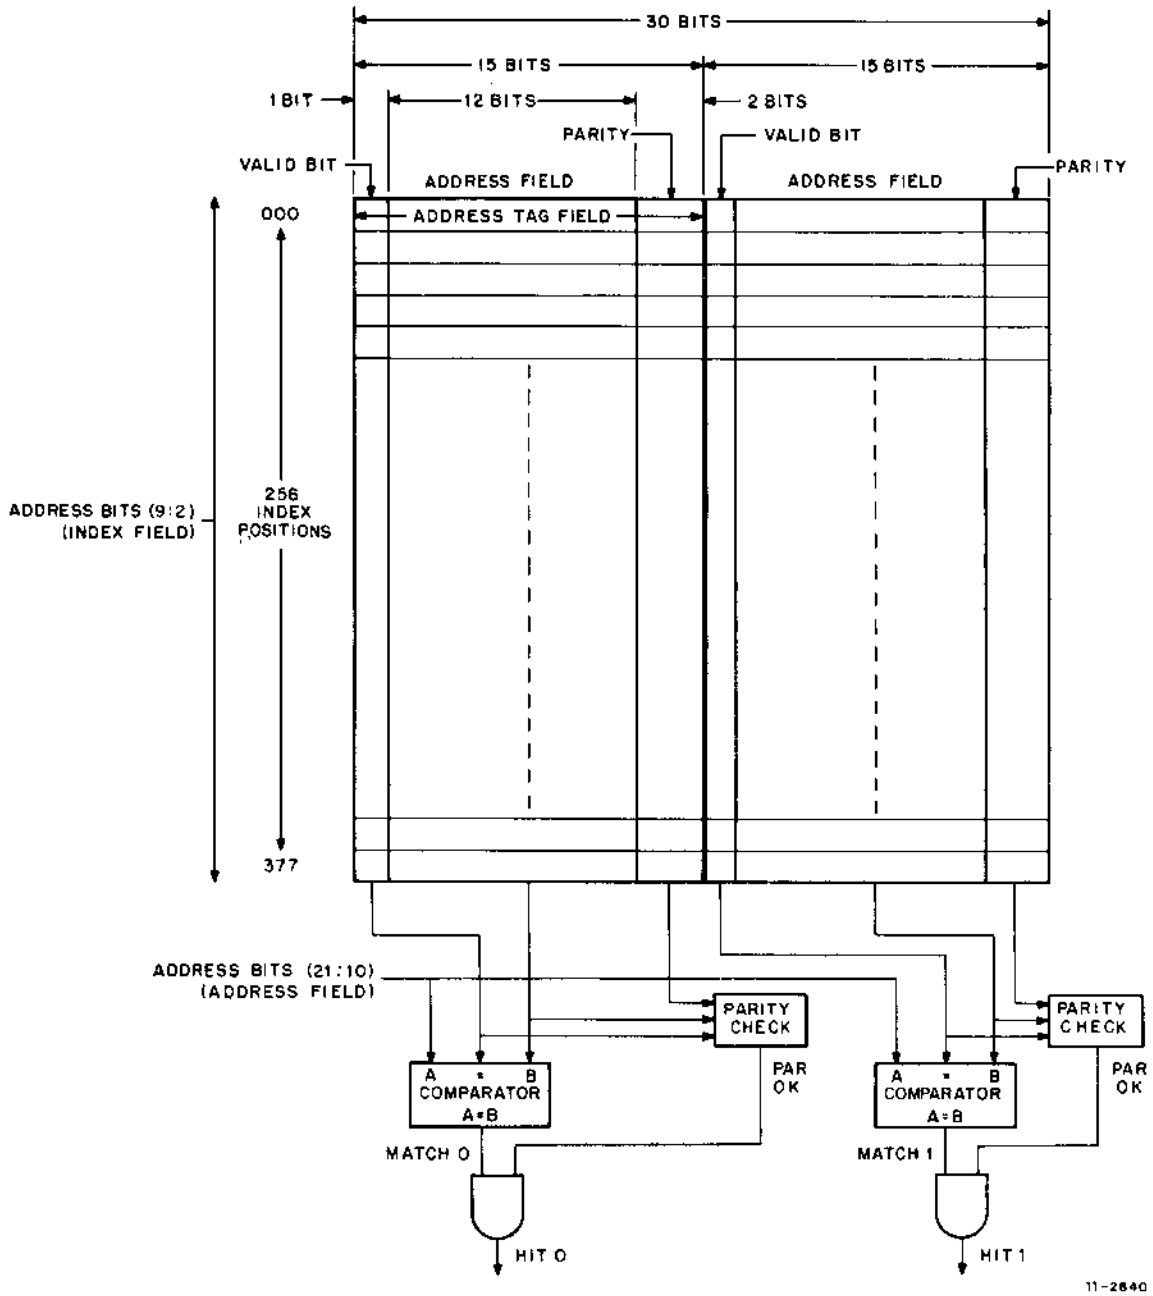 30 BITS
15 BITS
15 BITS
1 BIT
12 BITS
2 BITS
PARITY
VALID BIT
VALID BIT
PARITY
ADDRESS FIELD
ADDRESS FIELD
000
ADDRESS TAG FIELD
256
INDEX
POSITIONS
ADDRESS BITS (9:2)
(INDEX FIELD)
377
ADDRESS BITS (21:10)
(ADDRESS FIELD)
PARITY
CHECK
PARITY
CHECK
A = B
COMPARATOR
A=B
PAR
OK
A = B
COMPARATOR
A=B
PAR
OK
MATCH 0
MATCH 1
HIT 0
HIT 1
11-2840